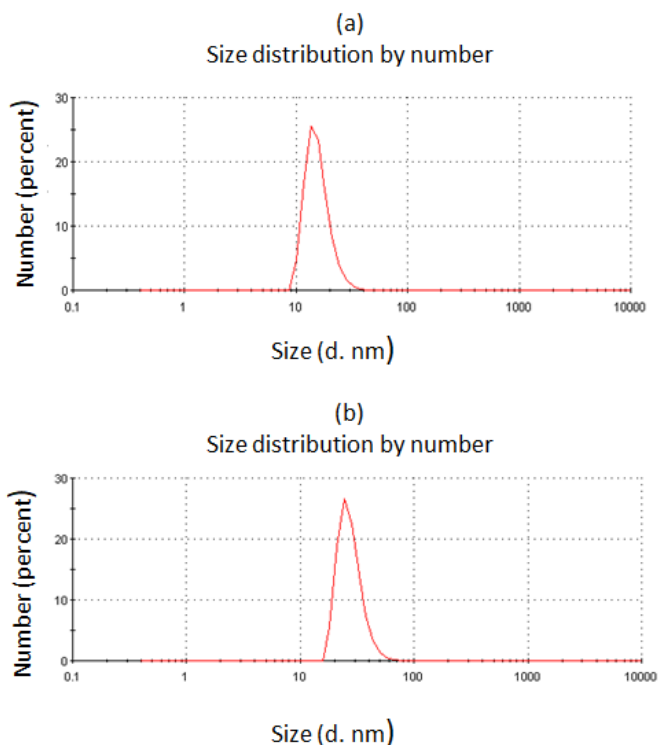 (a)
Size distribution by number
Number (percent)
30
20
10
0
0.1 1 10 100 1000 10000
Size (d. nm)
(b)
Size distribution by number
Number (percent)
30
20
10
0
0.1 1 10 100 1000 10000
Size (d. nm)